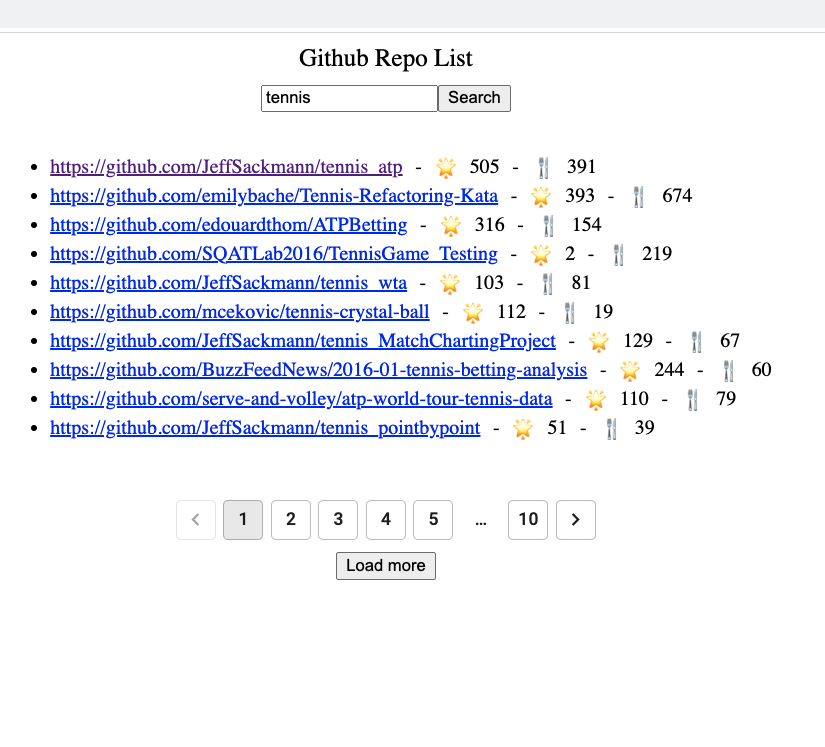 Github Repo List
tennis Search
https://github.com/JeffSackmann/tennis_atp - 🌟 505 - 🍴 391
https://github.com/emilybache/Tennis-Refactoring-Kata - 🌟 393 - 🍴 674
https://github.com/edouardthom/ATPBetting - 🌟 316 - 🍴 154
https://github.com/SQATLab2016/TennisGame_Testing - 🌟 2 - 🍴 219
https://github.com/JeffSackmann/tennis_wta - 🌟 103 - 🍴 81
https://github.com/mcekovic/tennis-crystal-ball - 🌟 112 - 🍴 19
https://github.com/JeffSackmann/tennis_MatchChartingProject - 🌟 129 - 🍴 67
https://github.com/BuzzFeedNews/2016-01-tennis-betting-analysis - 🌟 244 - 🍴 60
https://github.com/serve-and-volley/atp-world-tour-tennis-data - 🌟 110 - 🍴 79
https://github.com/JeffSackmann/tennis_pointbypoint - 🌟 51 - 🍴 39
‹ 1 2 3 4 5 … 10 ›
Load more